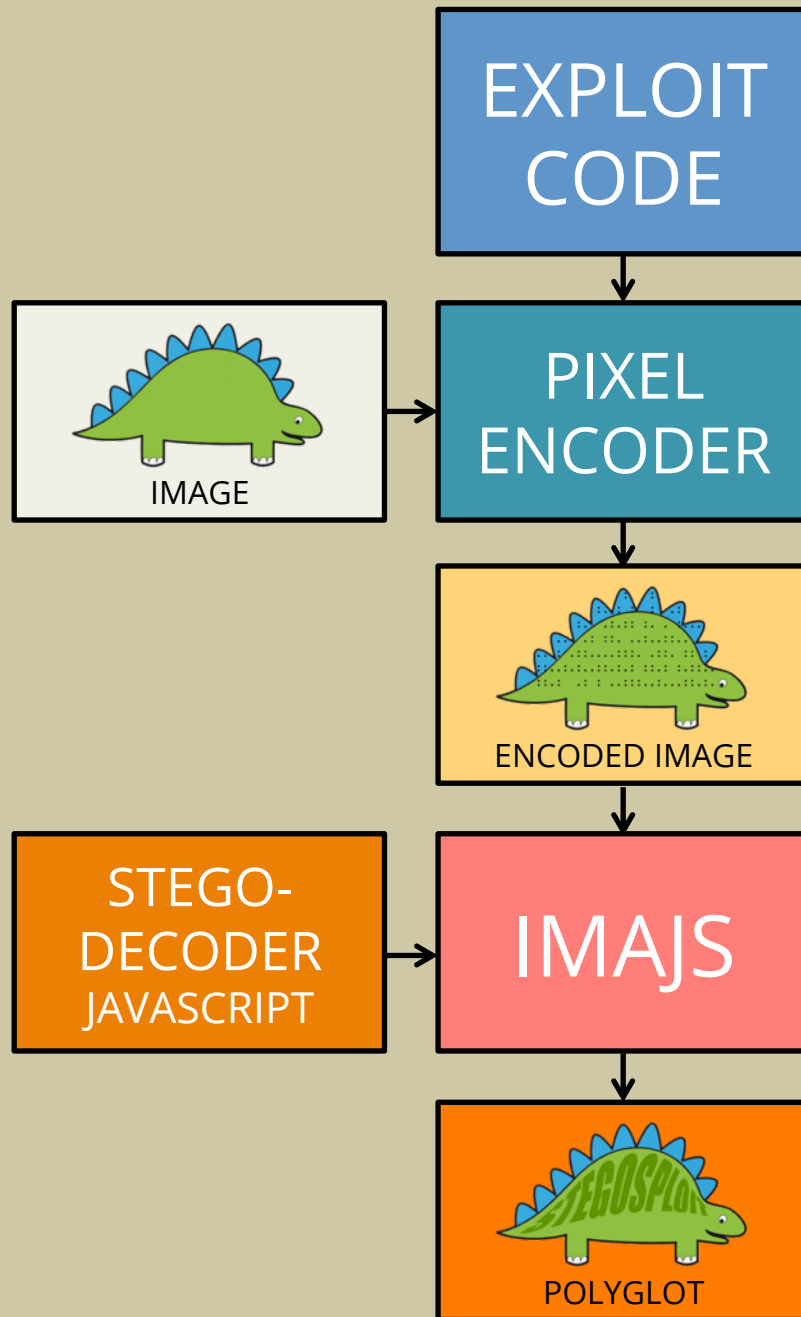 EXPLOIT
CODE
IMAGE
PIXEL
ENCODER
ENCODED IMAGE
STEGO-
DECODER
JAVASCRIPT
IMAJS
STEGOSPLOIT
POLYGLOT